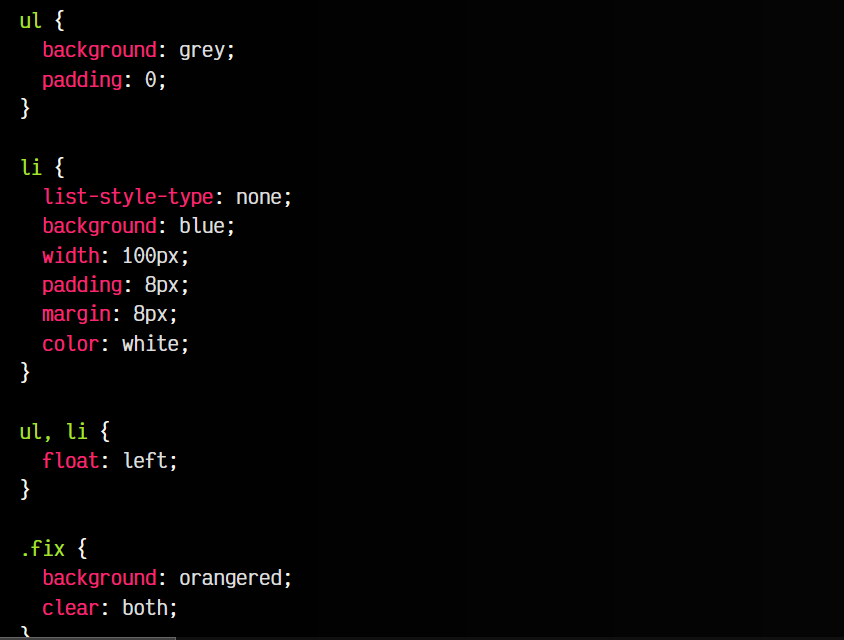 ul {
  background: grey;
  padding: 0;
}

li {
  list-style-type: none;
  background: blue;
  width: 100px;
  padding: 8px;
  margin: 8px;
  color: white;
}

ul, li {
  float: left;
}

.fix {
  background: orangered;
  clear: both;
}